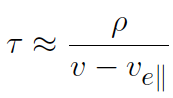 τ ≈ ρ / (v − v_{e∥})